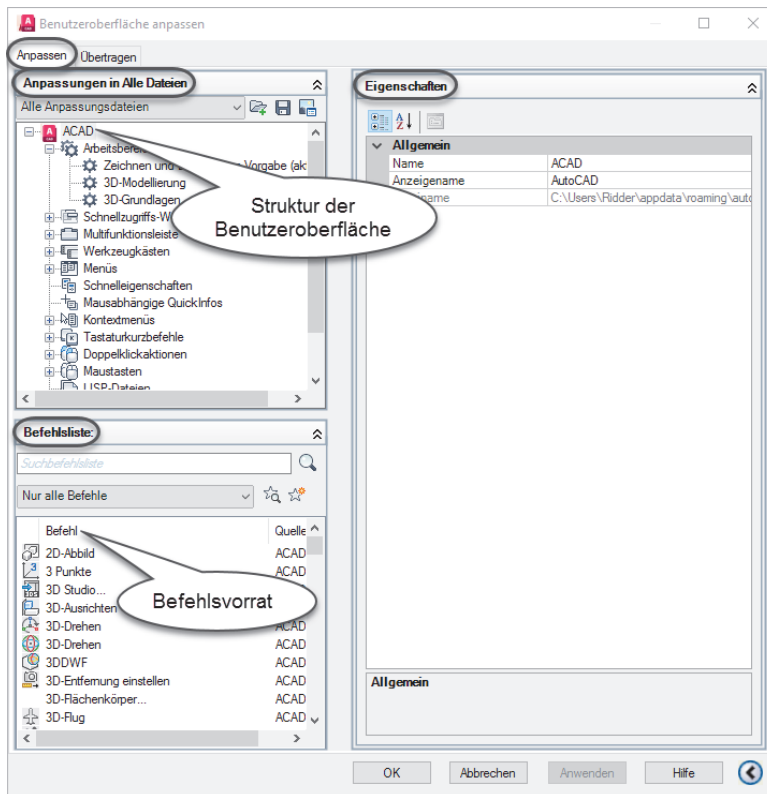 Benutzeroberfläche anpassen
Anpassen Übertragen
Anpassungen in Alle Dateien
Alle Anpassungsdateien
ACAD
Arbeitsbere
Zeichnen und Vorgabe (ak
3D-Modellierung
3D-Grundlagen
Schnellzugriffs-W
Multifunktionsleiste
Werkzeugkästen
Menüs
Schnelleigenschaften
Mausabhängige QuickInfos
Kontextmenüs
Tastaturkurzbefehle
Doppelklickaktionen
Maustasten
LISP-Dateien
Struktur der
Benutzeroberfläche
Befehlsliste:
Suchbefehlsliste
Nur alle Befehle
Befehl Quelle
2D-Abbild ACAD
3 Punkte ACAD
3D Studio... ACAD
3D-Ausrichten
3D-Drehen ACAD
3D-Drehen ACAD
3DDWF ACAD
3D-Entfernung einstellen ACAD
3D-Flächenkörper... ACAD
3D-Flug ACAD
Befehlsvorrat
Eigenschaften
Allgemein
Name ACAD
Anzeigename AutoCAD
name C:\Users\Ridder\appdata\roaming\auto
Allgemein
OK Abbrechen Anwenden Hilfe